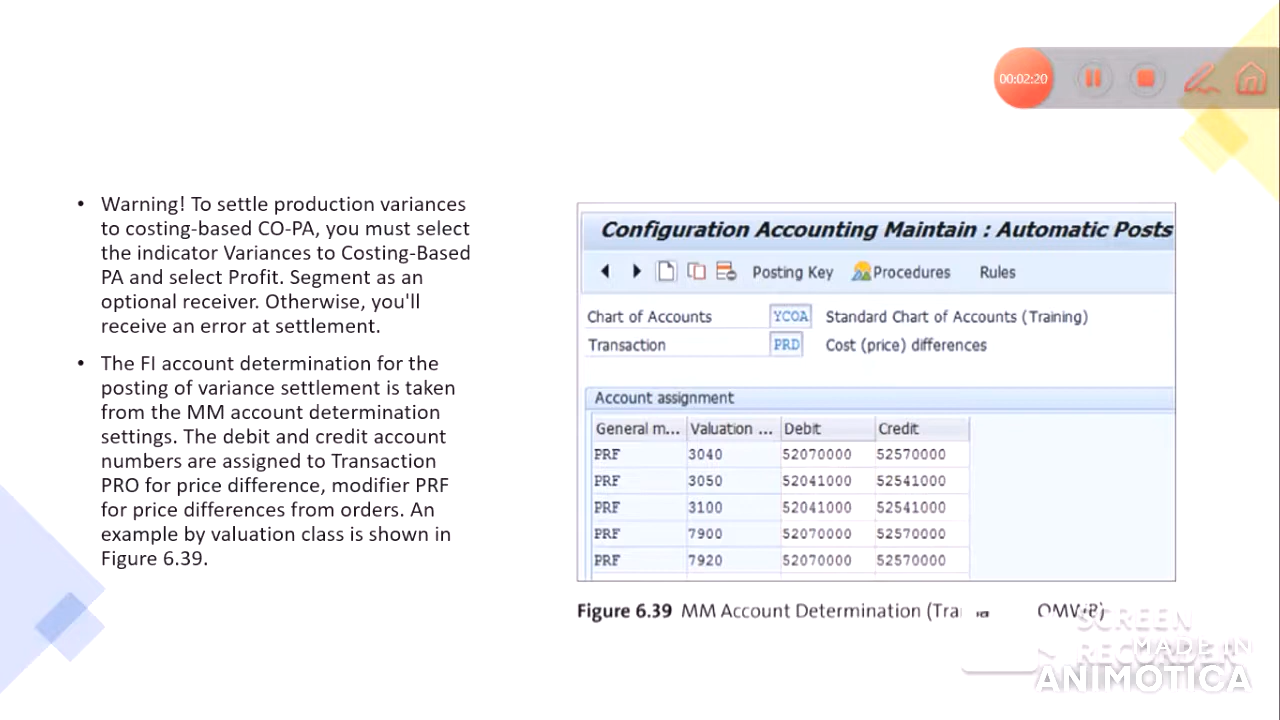 00:02:20
• Warning! To settle production variances
to costing-based CO-PA, you must select
the indicator Variances to Costing-Based
PA and select Profit. Segment as an
optional receiver. Otherwise, you'll
receive an error at settlement.
• The FI account determination for the
posting of variance settlement is taken
from the MM account determination
settings. The debit and credit account
numbers are assigned to Transaction
PRO for price difference, modifier PRF
for price differences from orders. An
example by valuation class is shown in
Figure 6.39.
Configuration Accounting Maintain : Automatic Posts
Posting Key Procedures Rules
Chart of Accounts YCOA Standard Chart of Accounts (Training)
Transaction PRD Cost (price) differences
Account assignment
General m... Valuation ... Debit Credit
PRF 3040 52070000 52570000
PRF 3050 52041000 52541000
PRF 3100 52041000 52541000
PRF 7900 52070000 52570000
PRF 7920 52070000 52570000
Figure 6.39 MM Account Determination (Tra
SCREEN
RECORDER
MADE IN
ANIMOTICA